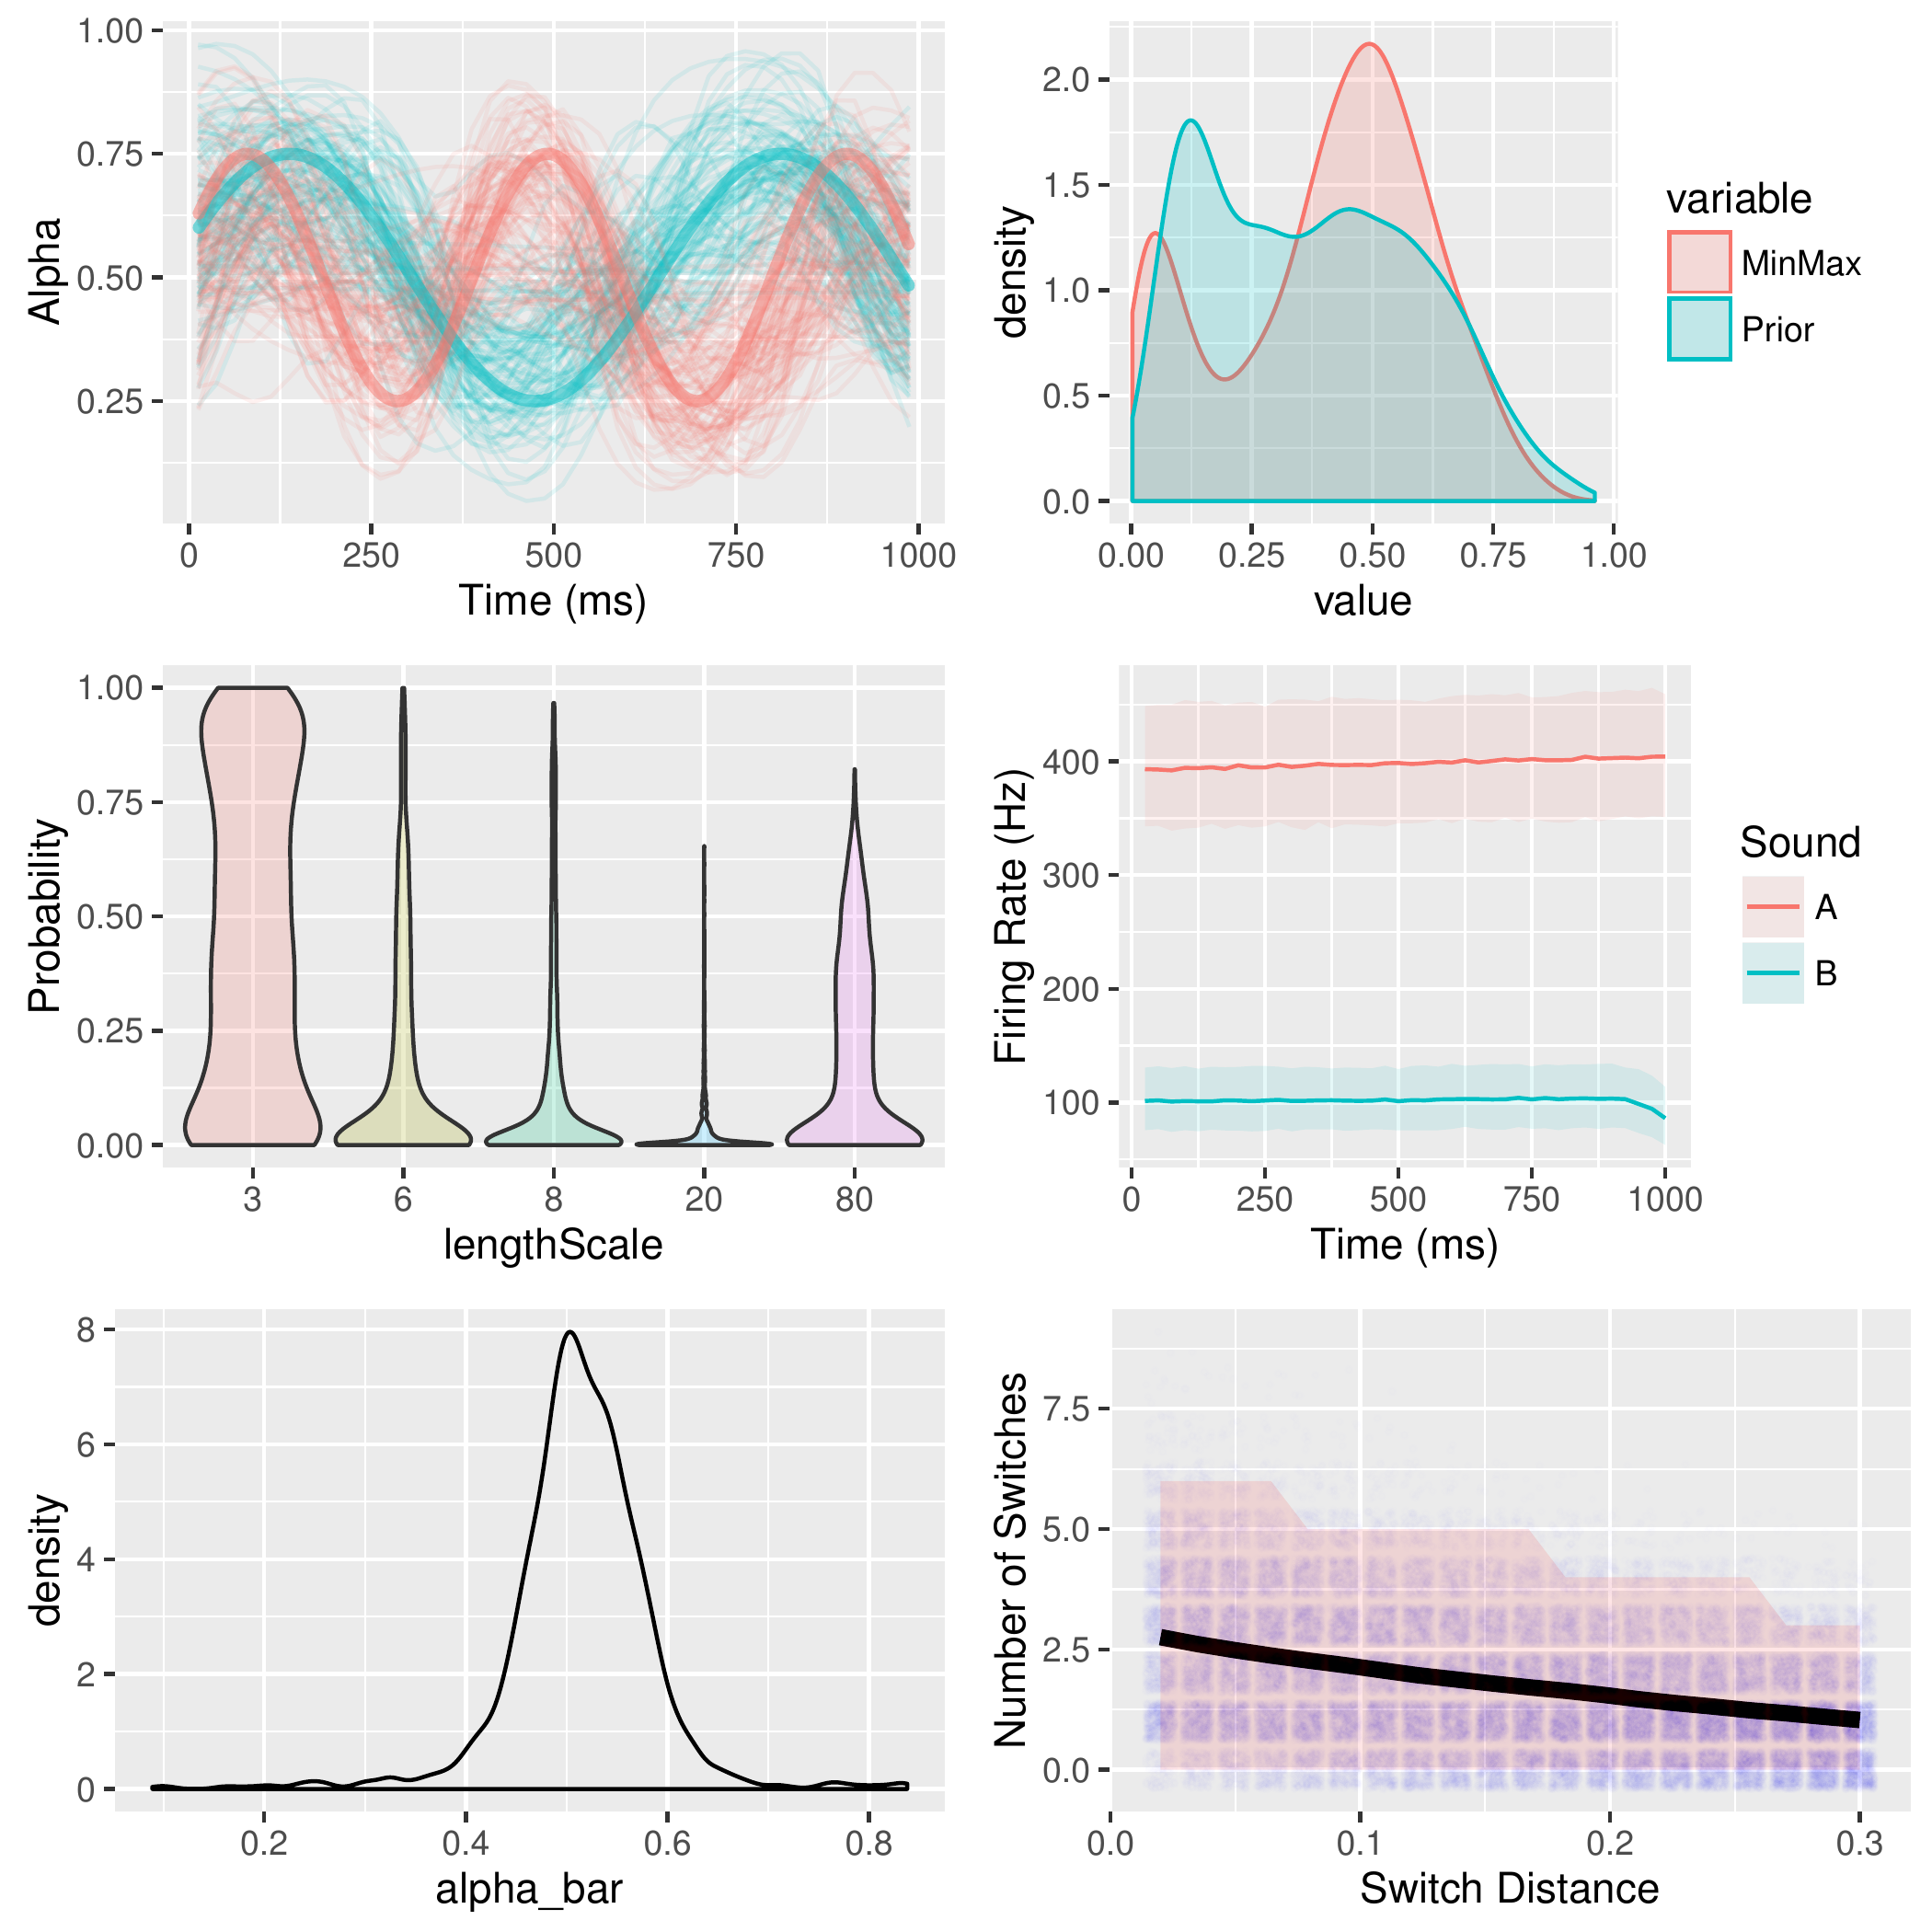 1.00
0.75
0.50
0.25
Alpha
0 250 500 750 1000
Time (ms)
2.0
1.5
1.0
0.5
0.0
density
0.00 0.25 0.50 0.75 1.00
value
variable
MinMax
Prior
1.00
0.75
0.50
0.25
0.00
Probability
3 6 8 20 80
lengthScale
400
300
200
100
Firing Rate (Hz)
0 250 500 750 1000
Time (ms)
Sound
A
B
8
6
4
2
0
density
0.2 0.4 0.6 0.8
alpha_bar
7.5
5.0
2.5
0.0
Number of Switches
0.0 0.1 0.2 0.3
Switch Distance